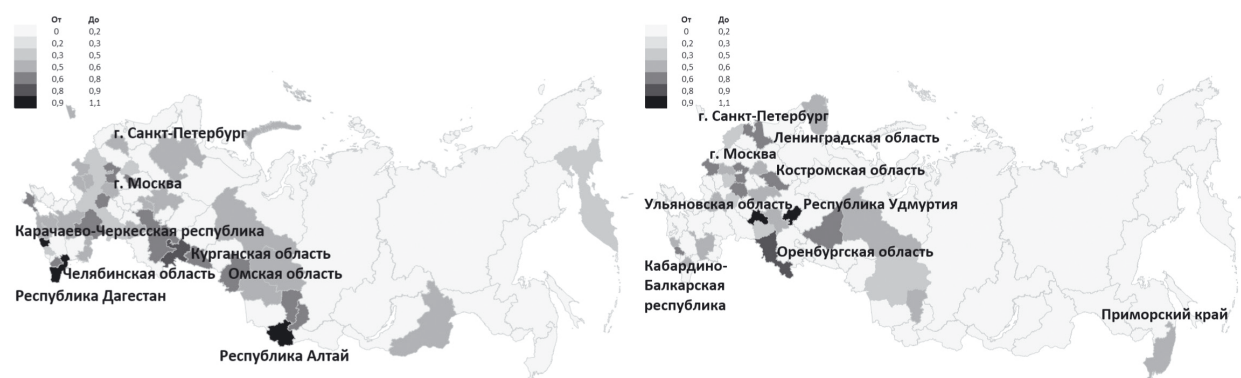 От До
0 0,2
0,2 0,3
0,3 0,5
0,5 0,6
0,6 0,8
0,8 0,9
0,9 1,1
г. Санкт-Петербург
г. Москва
Карачаево-Черкесская республика
Курганская область
Челябинская область
Омская область
Республика Дагестан
Республика Алтай
От До
0 0,2
0,2 0,3
0,3 0,5
0,5 0,6
0,6 0,8
0,8 0,9
0,9 1,1
г. Санкт-Петербург
Ленинградская область
г. Москва
Костромская область
Ульяновская область
Республика Удмуртия
Оренбургская область
Кабардино-
Балкарская
республика
Приморский край